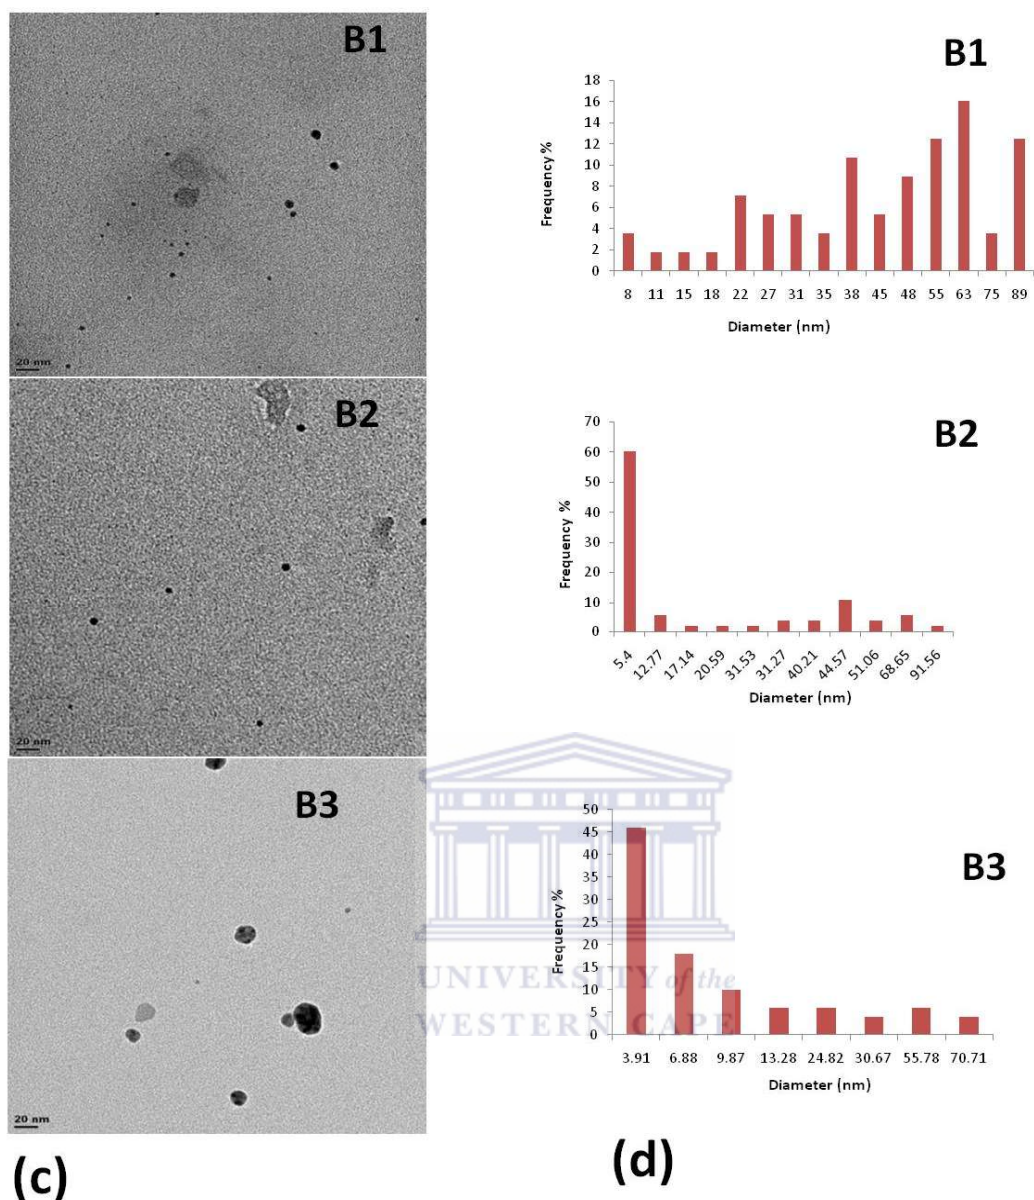 B1
20 nm
B2
20 nm
B3
20 nm
(c)
B1
Frequency %
18
16
14
12
10
8
6
4
2
0
8 11 15 18 22 27 31 35 38 45 48 55 63 75 89
Diameter (nm)
B2
Frequency %
70
60
50
40
30
20
10
0
5.4 12.77 17.14 20.59 31.53 31.27 40.21 44.57 51.06 68.65 91.56
Diameter (nm)
B3
Frequency %
50
45
40
35
30
25
20
15
10
5
0
3.91 6.88 9.87 13.28 24.82 30.67 55.78 70.71
Diameter (nm)
UNIVERSITY of the
WESTERN CAPE
(d)